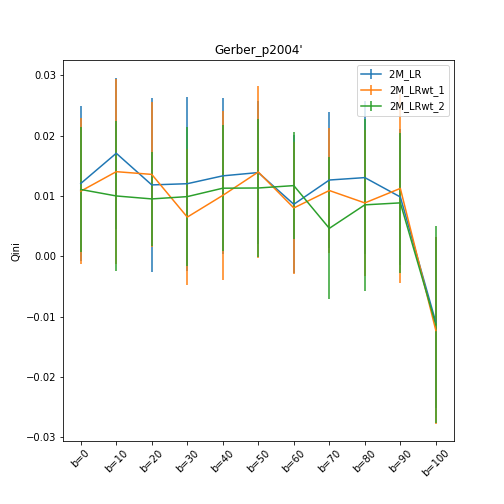 Gerber_p2004'
2M_LR
2M_LRwt_1
2M_LRwt_2
Qini
0.03
0.02
0.01
0.00
−0.01
−0.02
−0.03
b=0
b=10
b=20
b=30
b=40
b=50
b=60
b=70
b=80
b=90
b=100